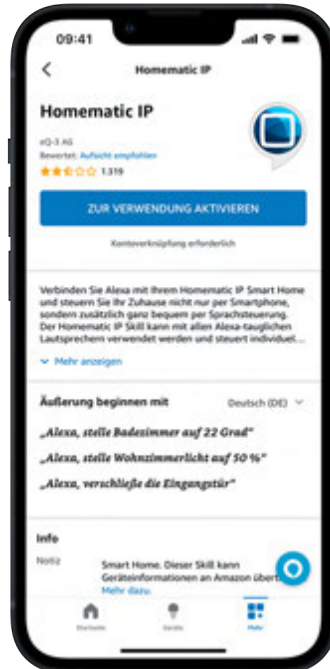 09:41
Homematic IP
Homematic IP
eQ-3 AG
Bewertet: Aufsicht empfohlen
1.319
ZUR VERWENDUNG AKTIVIEREN
Kontoverknüpfung erforderlich
Verbinden Sie Alexa mit Ihrem Homematic IP Smart Home
und steuern Sie Ihr Zuhause nicht nur per Smartphone,
sondern zusätzlich ganz bequem per Sprachsteuerung.
Der Homematic IP Skill kann mit allen Alexa-tauglichen
Lautsprechern verwendet werden und steuert individuel...
Mehr anzeigen
Äußerung beginnen mit Deutsch (DE)
„Alexa, stelle Badezimmer auf 22 Grad“
„Alexa, stelle Wohnzimmerlicht auf 50 %“
„Alexa, verschließe die Eingangstür“
Info
Notiz Smart Home. Dieser Skill kann
Geräteinformationen an Amazon übert
Mehr dazu.
Startseite Geräte Mehr